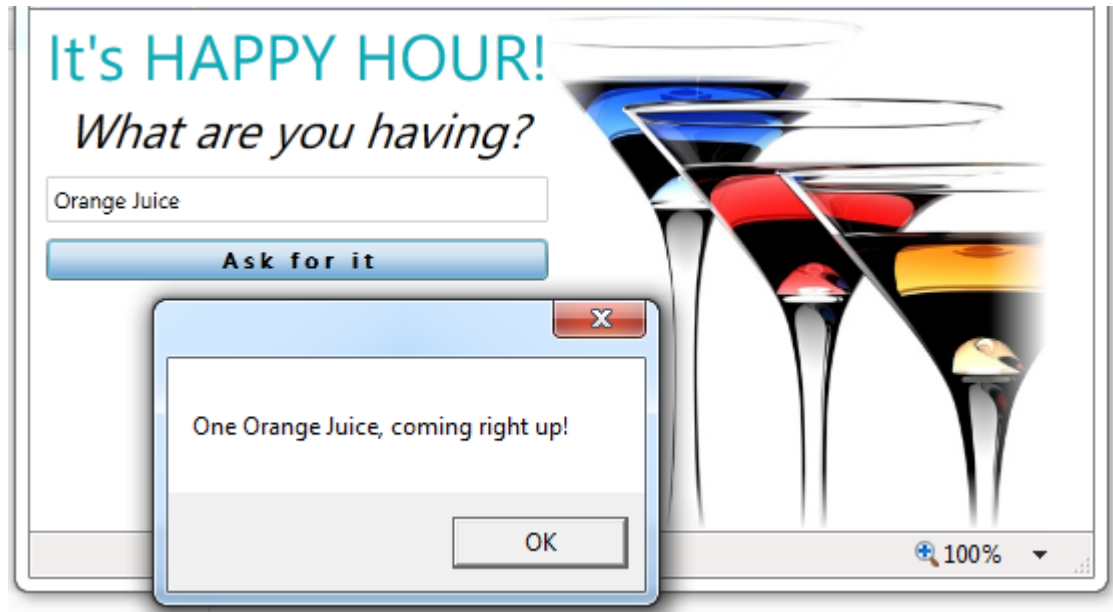 It's HAPPY HOUR!
What are you having?
Orange Juice
Ask for it
One Orange Juice, coming right up!
OK
100%